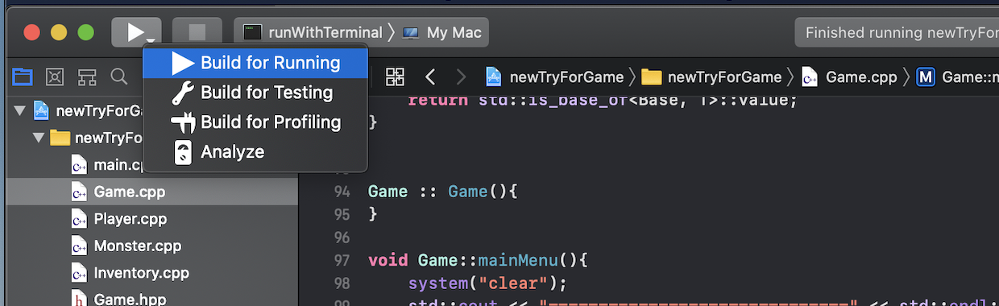 runWithTerminal 〉 My Mac
Finished running newTryFor
Build for Running
Build for Testing
Build for Profiling
Analyze
newTryForGame 〉 newTryForGame 〉 Game.cpp 〉 M Game::
newTryForGa
newTryFo
main.cp
Game.cpp
Player.cpp
Monster.cpp
Inventory.cpp
Game.hpp
return std::is_base_of<Base, T>::value;
}
94 Game :: Game(){
95 }
96
97 void Game::mainMenu(){
98 system("clear");
99 std::cout << "
" << std::endl;